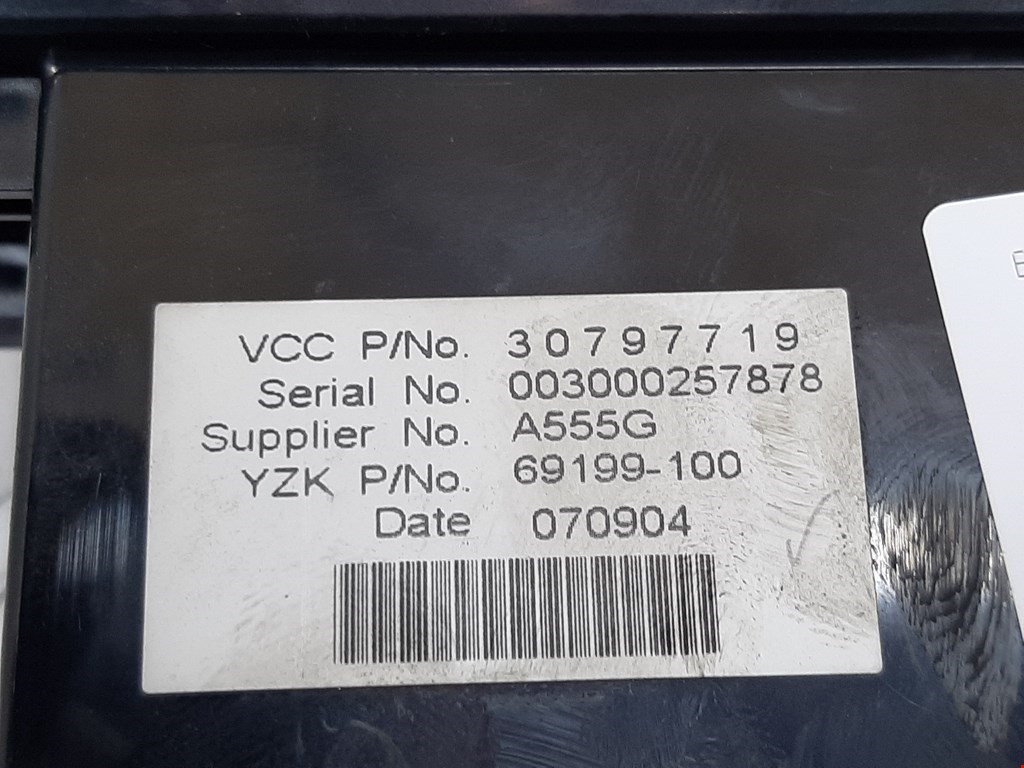 VCC P/No. 30797719
Serial No. 003000257878
Supplier No. A555G
YZK P/No. 69199-100
Date 070904